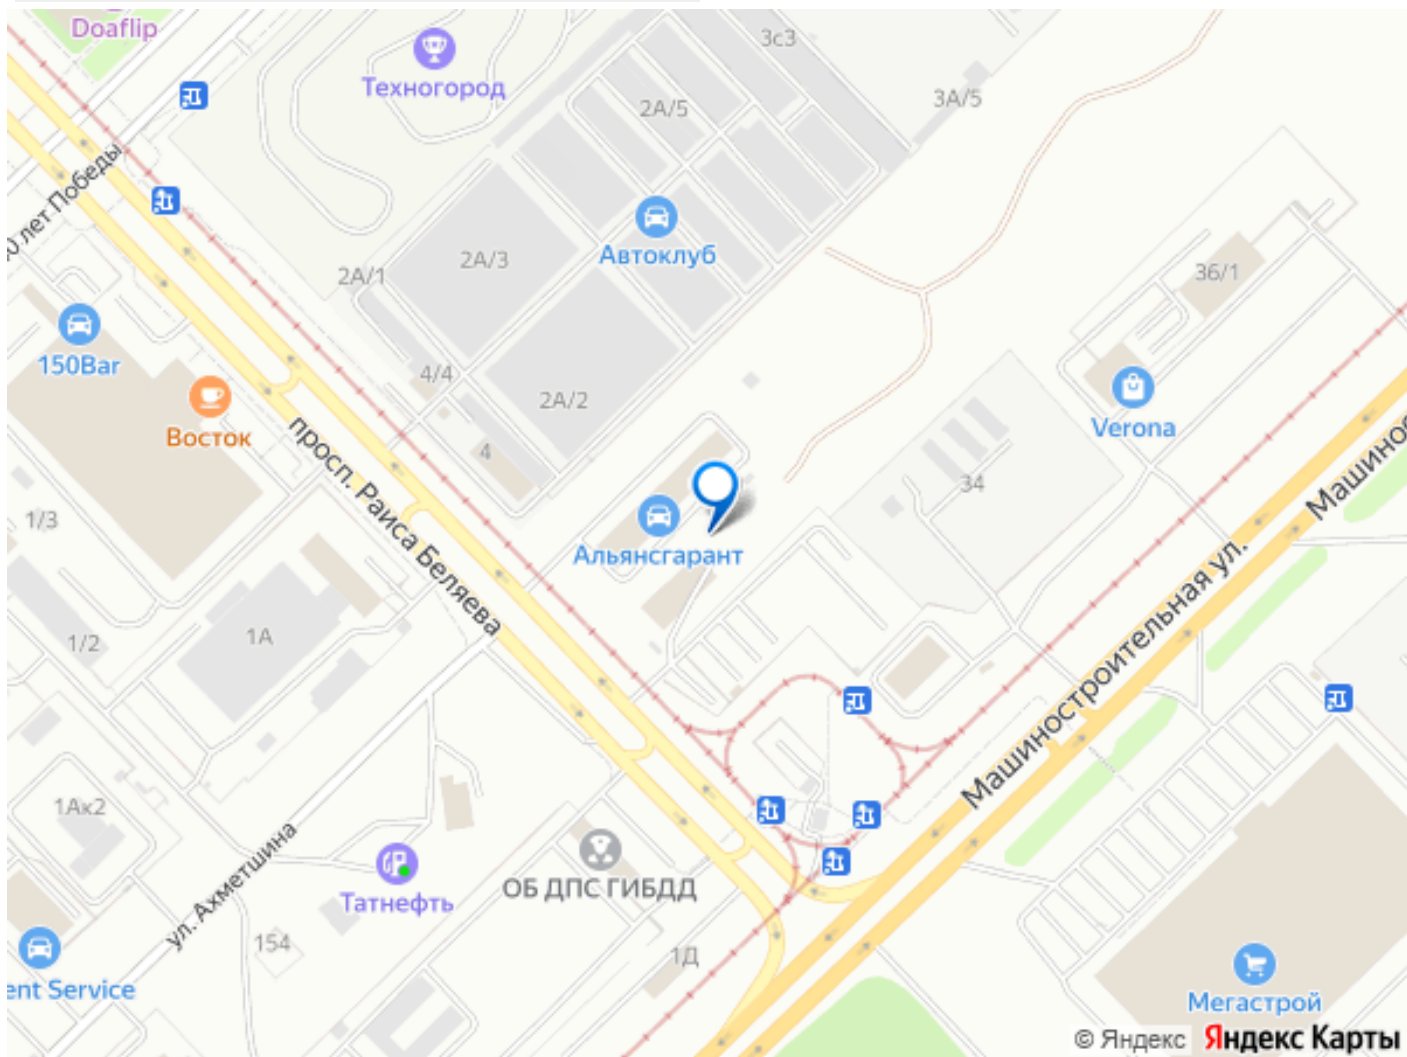 Doaflip
3с3
Техногород
2А/5
3А/5
0 лет Победы
Автоклуб
2А/3
2А/1
36/1
150Bar
4/4
2А/2
Восток
Verona
4
просп. Раиса Беляева
34
Машинос
1/3
Альянсгарант
Машиностроительная ул.
1/2
1А
1Ак2
ул. Ахметшина
ОБ ДПС ГИБДД
Татнефть
154
1Д
ent Service
Мегастрой
© Яндекс Яндекс Карты